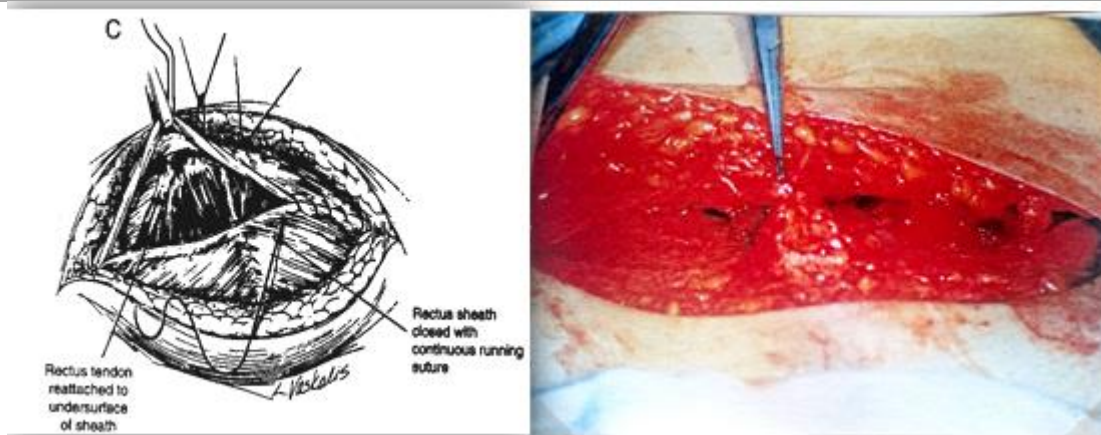 C
Rectus sheath
closed with
continuous running
suture
Rectus tendon
reattached to
undersurface
of sheath
Vaskalis